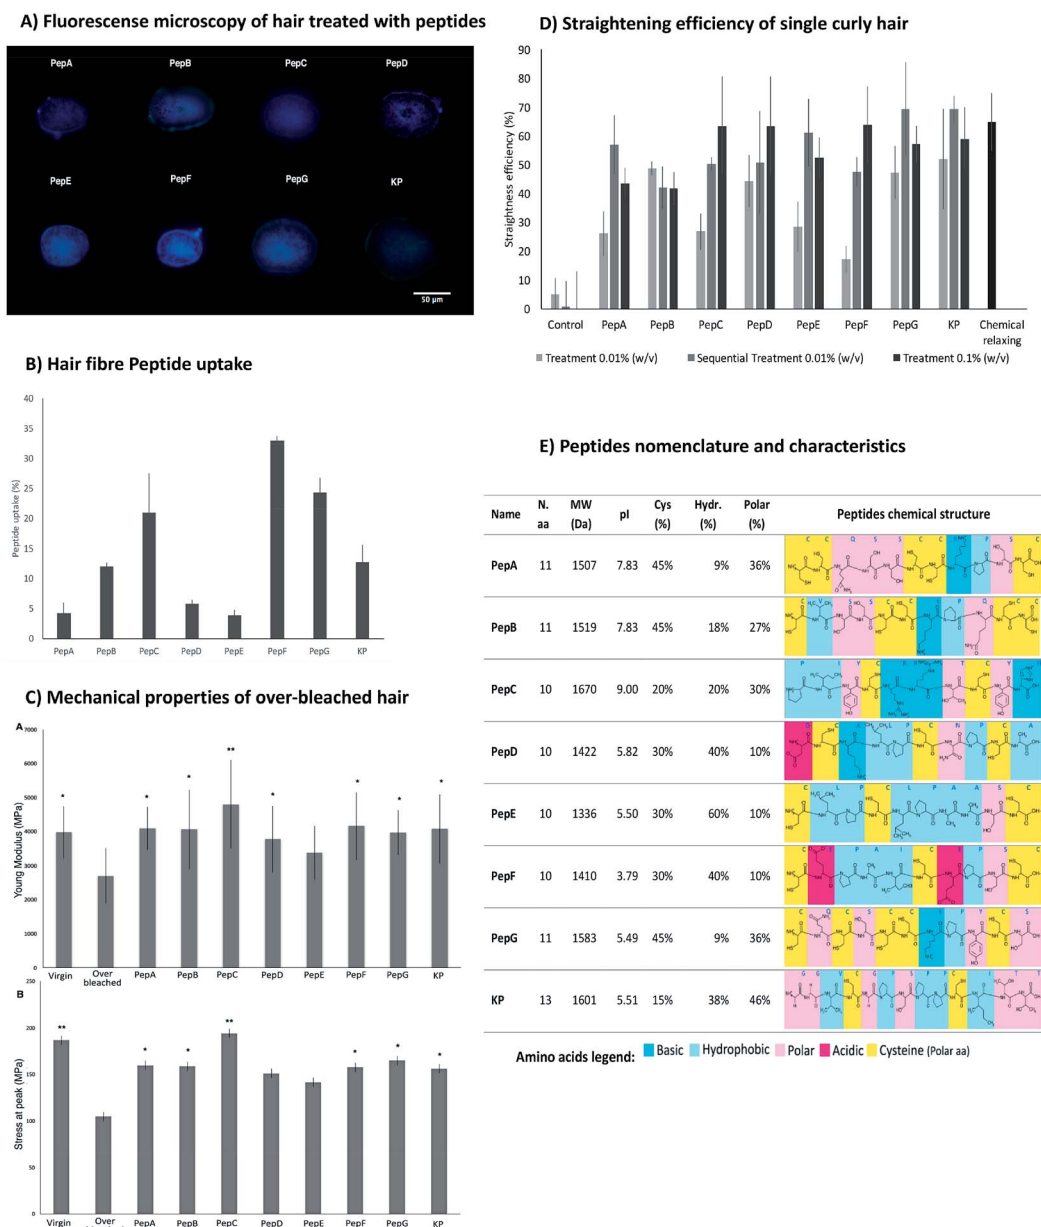 A) Fluorescense microscopy of hair treated with peptides
PepA PepB PepC PepD
PepE PepF PepG KP
50 µm
B) Hair fibre Peptide uptake
40
35
30
25
20
15
10
5
0
Peptide uptake (%)
PepA PepB PepC PepD PepE PepF PepG KP
C) Mechanical properties of over-bleached hair
A
7000
6000
5000
4000
3000
2000
1000
0
Young Modulus (MPa)
* * * ** * * * *
Virgin Over bleached PepA PepB PepC PepD PepE PepF PepG KP
B
250
200
150
100
50
0
Stress at peak (MPa)
** * * ** * * *
Virgin Over PepA PepB PepC PepD PepE PepF PepG KP
D) Straightening efficiency of single curly hair
90
80
70
60
50
40
30
20
10
0
Straightness efficiency (%)
Control PepA PepB PepC PepD PepE PepF PepG KP Chemical
relaxing
Treatment 0.01% (w/v) Sequential Treatment 0.01% (w/v) Treatment 0.1% (w/v)
E) Peptides nomenclature and characteristics
Name N. aa MW (Da) pI Cys (%) Hydr. (%) Polar (%) Peptides chemical structure
PepA 11 1507 7.83 45% 9% 36%
PepB 11 1519 7.83 45% 18% 27%
PepC 10 1670 9.00 20% 20% 30%
PepD 10 1422 5.82 30% 40% 10%
PepE 10 1336 5.50 30% 60% 10%
PepF 10 1410 3.79 30% 40% 10%
PepG 11 1583 5.49 45% 9% 36%
KP 13 1601 5.51 15% 38% 46%
Amino acids legend: Basic Hydrophobic Polar Acidic Cysteine (Polar aa)